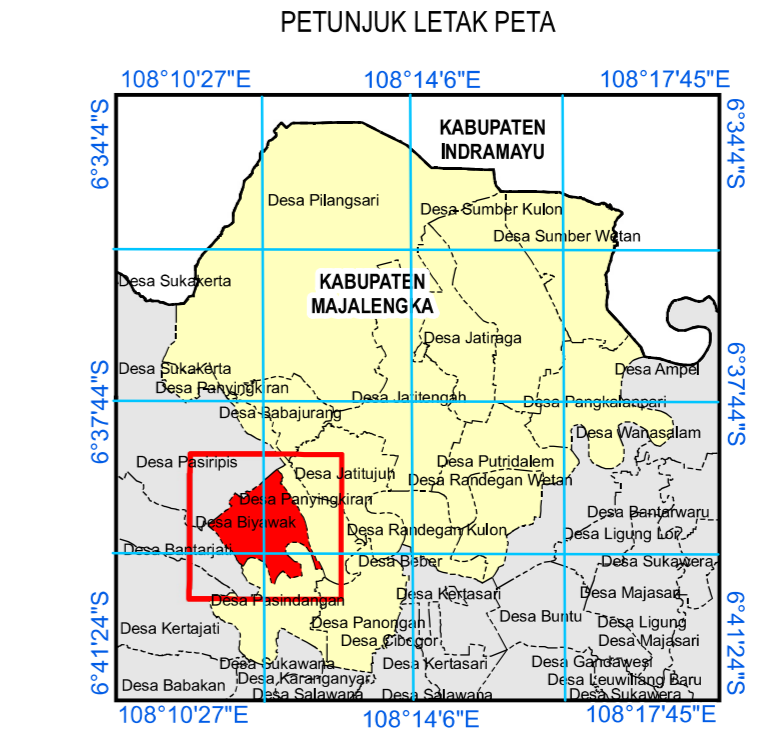 PETUNJUK LETAK PETA
108°10'27"E
108°14'6"E
108°17'45"E
6°34'4"S
6°34'4"S
KABUPATEN
INDRAMAYU
Desa Pilangsari
Desa Sumber Kulon
Desa Sumber Wetan
Desa Sukakerta
KABUPATEN
MAJALENGKA
Desa Jatiraga
Desa Sukakerta
Desa Ampel
Desa Panyingkiran
6°37'44"S
6°37'44"S
Desa Jatitengah
Desa Pangkalanpari
Desa Babajurang
Desa Wanasalam
Desa Pasiripis
Desa Putridalem
Desa Jatitujuh
Desa Randegan Wetan
Desa Panyingkiran
Desa Bantarwaru
Desa Biyawak
Desa Randegan Kulon
Desa Ligung Lor
Desa Bantarjati
Desa Beber
Desa Sukawera
Desa Kertasari
Desa Majasari
Desa Pasindangan
Desa Buntu
Desa Ligung
Desa Kertajati
Desa Panongan
Desa Cibogor
Desa Majasari
6°41'24"S
6°41'24"S
Desa Sukawana
Desa Kertasari
Desa Gandawesi
Desa Karanganyar
Desa Leuwiliang Baru
Desa Babakan
Desa Salawana
Desa Salawana
Desa Sukawera
108°10'27"E
108°14'6"E
108°17'45"E